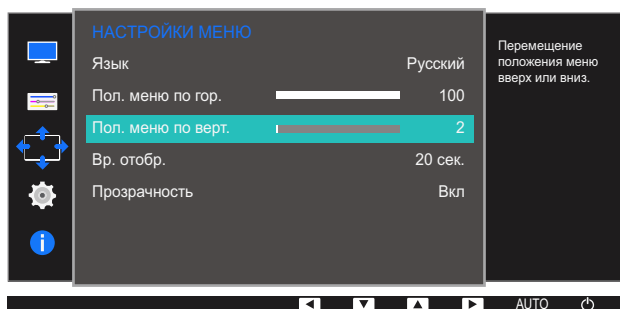 НАСТРОЙКИ МЕНЮ
Язык Русский
Пол. меню по гор. 100
Пол. меню по верт. 2
Вр. отобр. 20 сек.
Прозрачность Вкл
Перемещение
положения меню
вверх или вниз.
AUTO